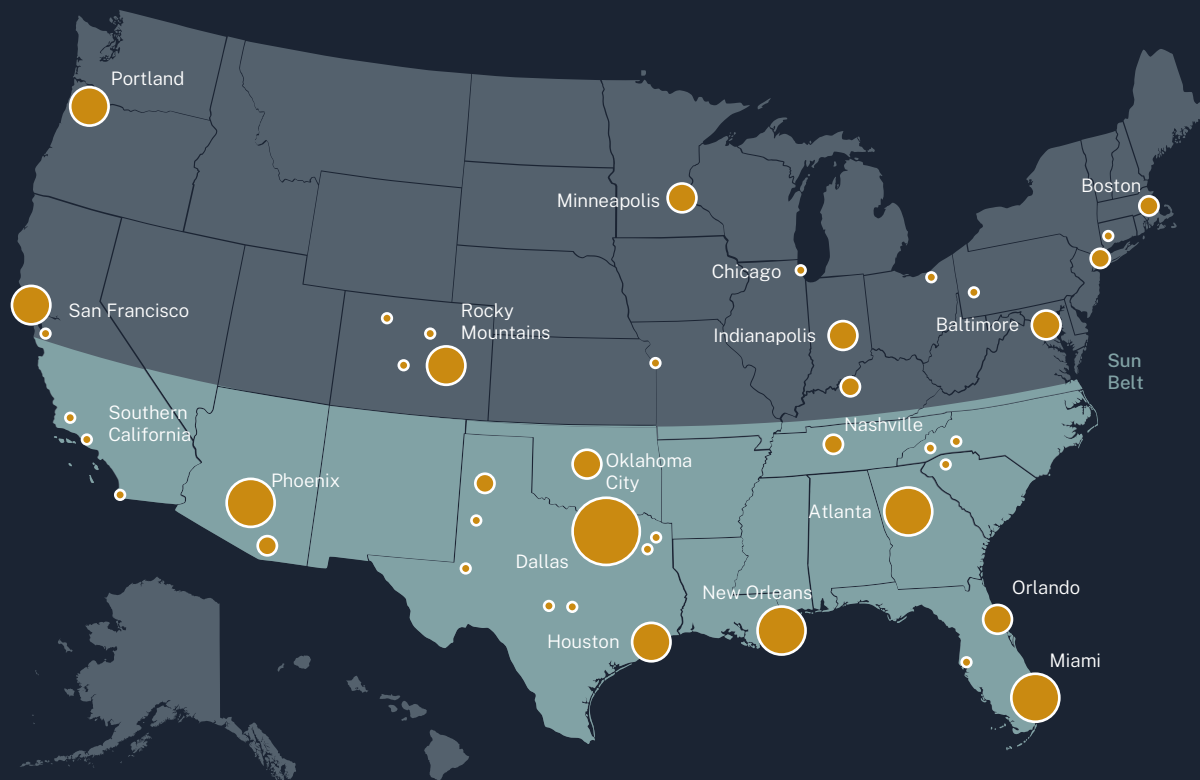 Portland
Boston
Minneapolis
Chicago
San Francisco
Rocky
Mountains
Indianapolis
Baltimore
Sun
Belt
Southern
California
Nashville
Oklahoma
City
Phoenix
Atlanta
Dallas
New Orleans
Orlando
Houston
Miami